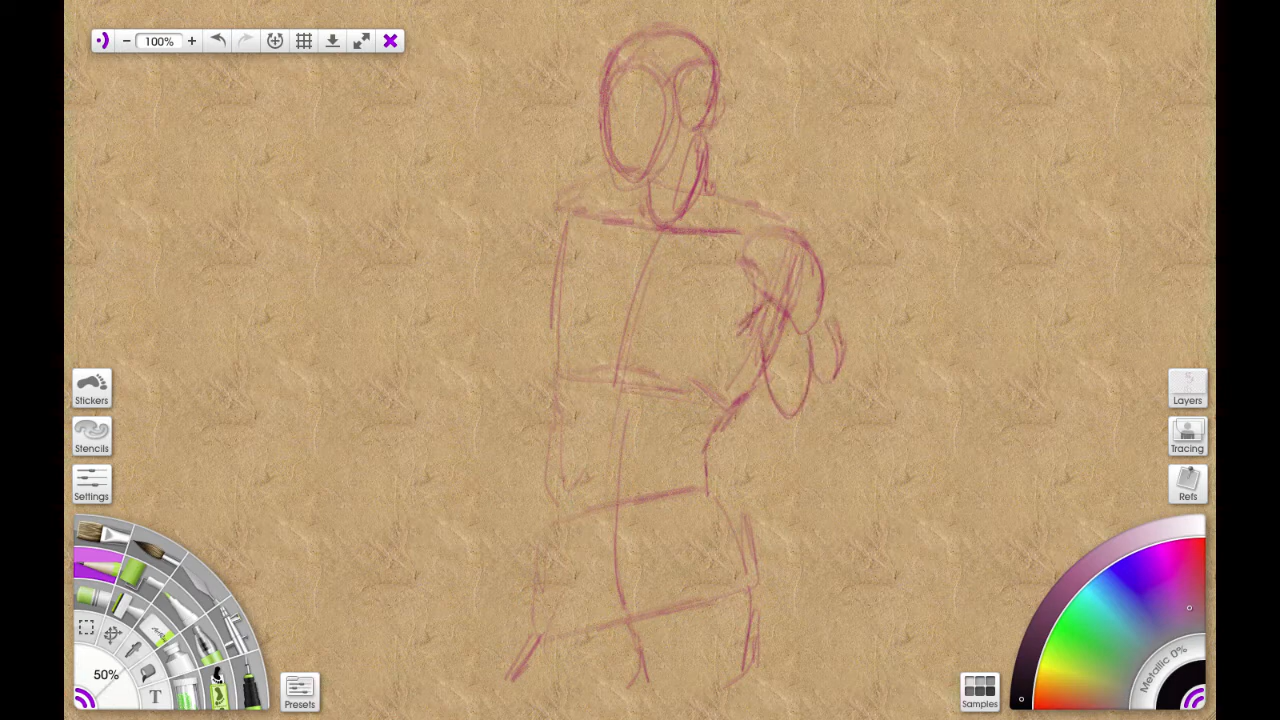 100%
Stickers
Stencils
Settings
Layers
Tracing
Refs
50%
T
Presets
Metallic 0%
Samples